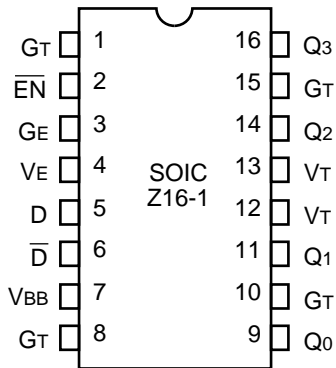 GT 1 16 Q3
EN 2 15 GT
GE 3 14 Q2
VE 4 13 VT
SOIC
Z16-1
D 5 12 VT
D 6 11 Q1
VBB 7 10 GT
GT 8 9 Q0